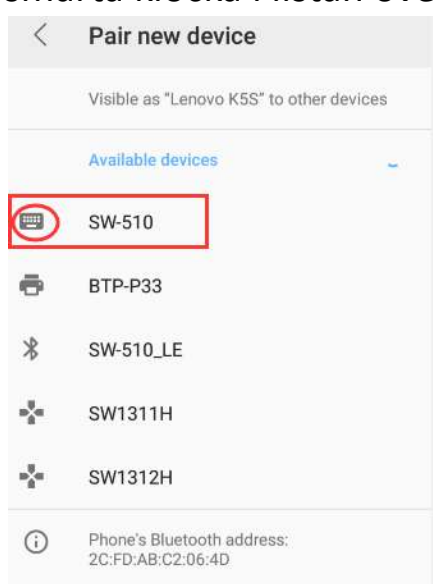 Pair new device
Visible as "Lenovo K5S" to other devices
Available devices
SW-510
BTP-P33
SW-510_LE
SW1311H
SW1312H
Phone's Bluetooth address:
2C:FD:AB:C2:06:4D